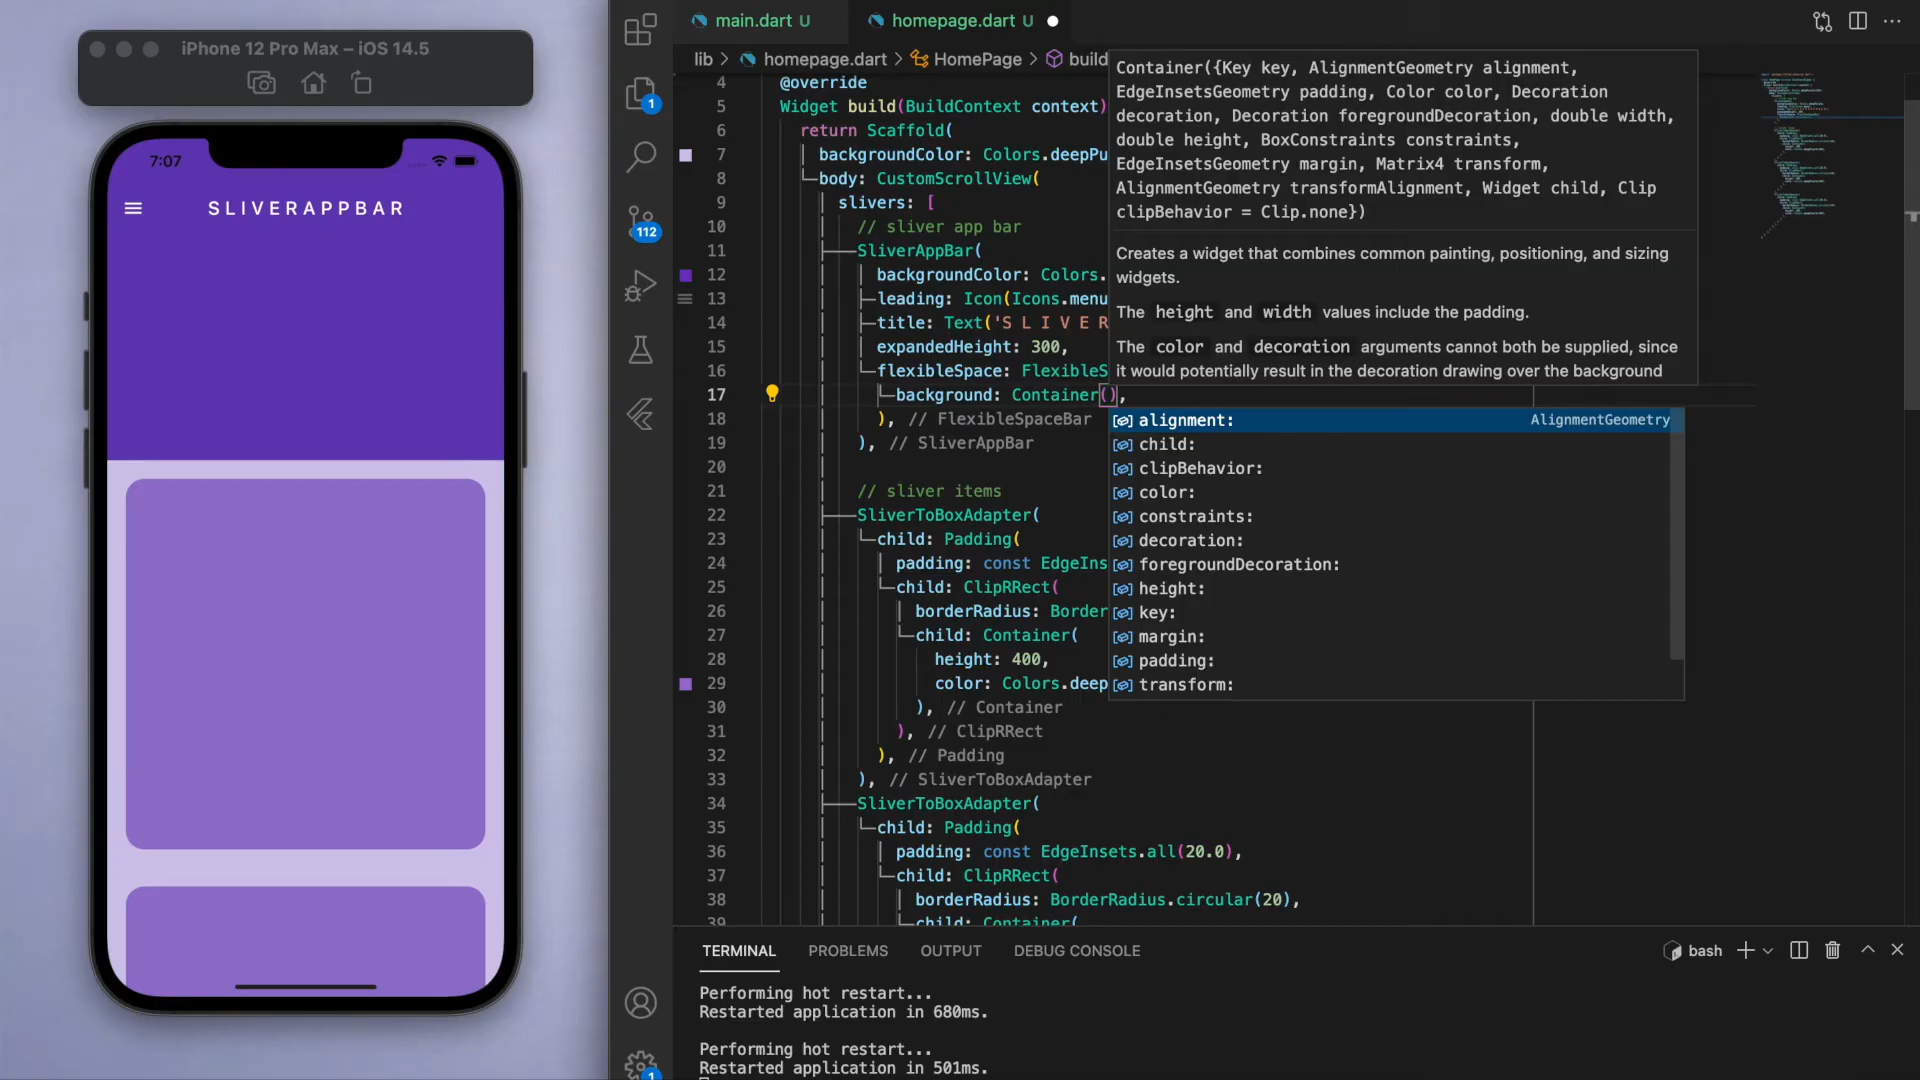 iPhone 12 Pro Max – iOS 14.5
7:07
SLIVERAPPBAR
1
112
1
main.dart U
homepage.dart U
lib > homepage.dart > HomePage > build
4 @override
5 Widget build(BuildContext context)
6 return Scaffold(
7 backgroundColor: Colors.deepPu
8 body: CustomScrollView(
9 slivers: [
10 // sliver app bar
11 SliverAppBar(
12 backgroundColor: Colors.
13 leading: Icon(Icons.menu
14 title: Text('S L I V E R
15 expandedHeight: 300,
16 flexibleSpace: FlexibleS
17 background: Container(),
18 ), // FlexibleSpaceBar
19 ), // SliverAppBar
20
21 // sliver items
22 SliverToBoxAdapter(
23 child: Padding(
24 padding: const EdgeIns
25 child: ClipRRect(
26 borderRadius: Border
27 child: Container(
28 height: 400,
29 color: Colors.deep
30 ), // Container
31 ), // ClipRRect
32 ), // Padding
33 ), // SliverToBoxAdapter
34 SliverToBoxAdapter(
35 child: Padding(
36 padding: const EdgeInsets.all(20.0),
37 child: ClipRRect(
38 borderRadius: BorderRadius.circular(20),
39 child: Container(
Container({Key key, AlignmentGeometry alignment,
EdgeInsetsGeometry padding, Color color, Decoration
decoration, Decoration foregroundDecoration, double width,
double height, BoxConstraints constraints,
EdgeInsetsGeometry margin, Matrix4 transform,
AlignmentGeometry transformAlignment, Widget child, Clip
clipBehavior = Clip.none})
Creates a widget that combines common painting, positioning, and sizing
widgets.
The height and width values include the padding.
The color and decoration arguments cannot both be supplied, since
it would potentially result in the decoration drawing over the background
alignment: AlignmentGeometry
child:
clipBehavior:
color:
constraints:
decoration:
foregroundDecoration:
height:
key:
margin:
padding:
transform:
TERMINAL PROBLEMS OUTPUT DEBUG CONSOLE
bash
Performing hot restart...
Restarted application in 680ms.
Performing hot restart...
Restarted application in 501ms.